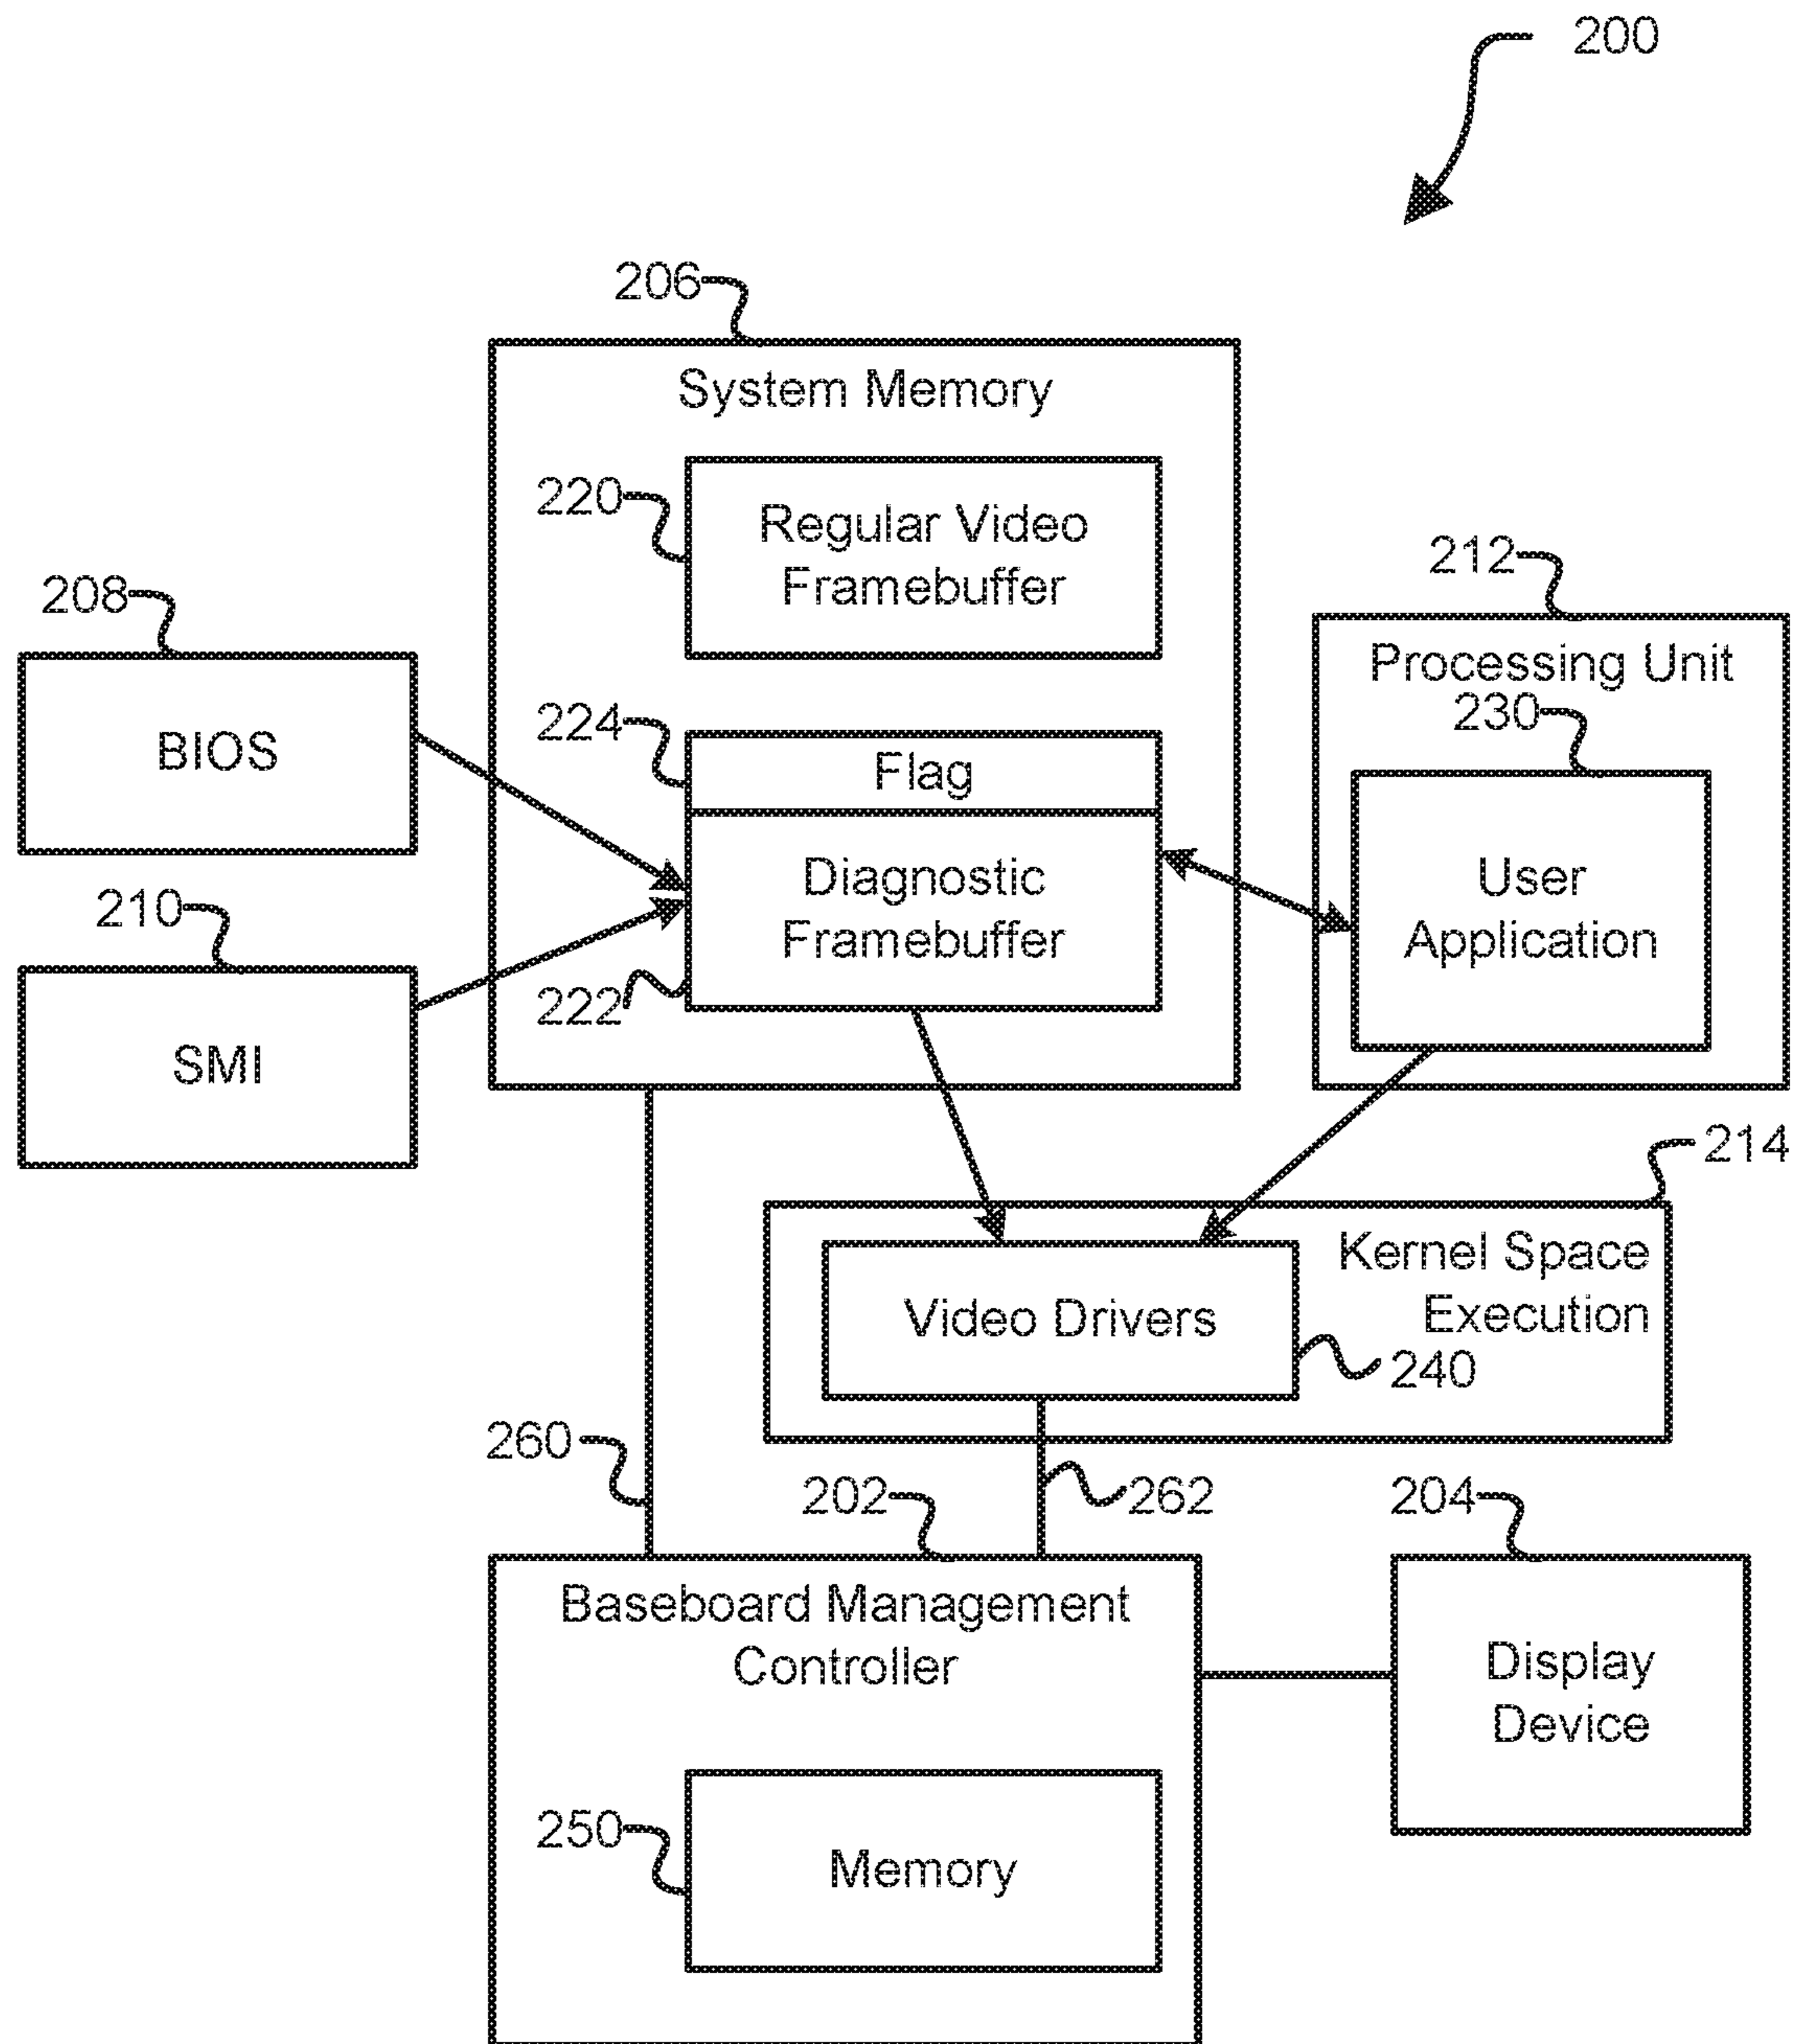 200
206
System Memory
220
Regular Video
Framebuffer
212
Processing Unit
208
BIOS
224
Flag
230
User
Application
Diagnostic
Framebuffer
222
210
SMI
214
Kernel Space
Execution
Video Drivers
240
260
262
202
204
Baseboard Management
Controller
Display
Device
250
Memory